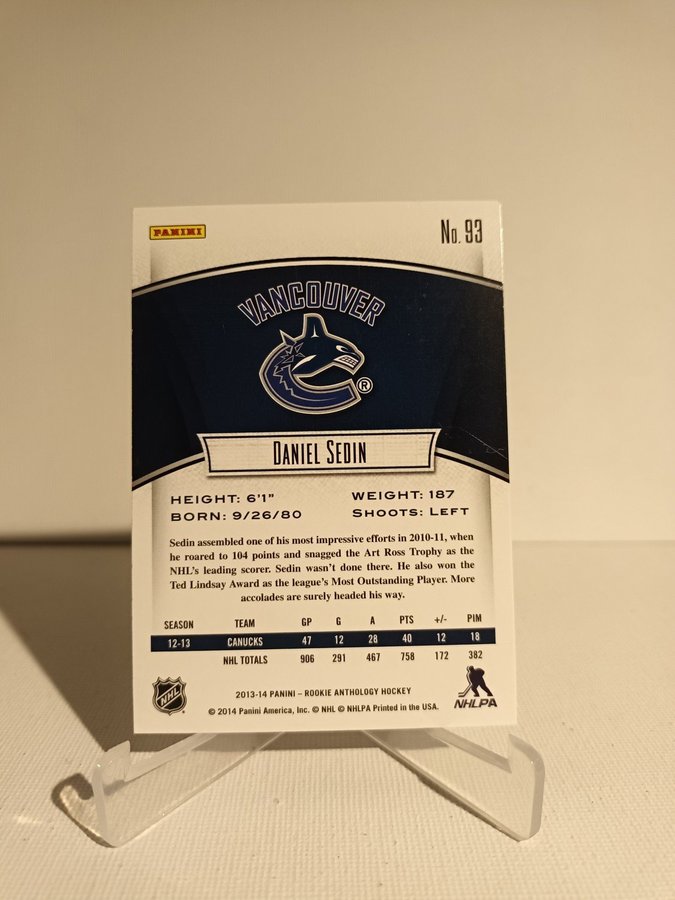 PANINI
No. 93
VANCOUVER
®
DANIEL SEDIN
HEIGHT: 6'1" WEIGHT: 187
BORN: 9/26/80 SHOOTS: LEFT
Sedin assembled one of his most impressive efforts in 2010-11, when
he roared to 104 points and snagged the Art Ross Trophy as the
NHL's leading scorer. Sedin wasn't done there. He also won the
Ted Lindsay Award as the league's Most Outstanding Player. More
accolades are surely headed his way.
SEASON TEAM GP G A PTS +/- PIM
12-13 CANUCKS 47 12 28 40 12 18
NHL TOTALS 906 291 467 758 172 382
NHL
2013-14 PANINI – ROOKIE ANTHOLOGY HOCKEY
© 2014 Panini America, Inc. © NHL © NHLPA Printed in the USA.
NHLPA